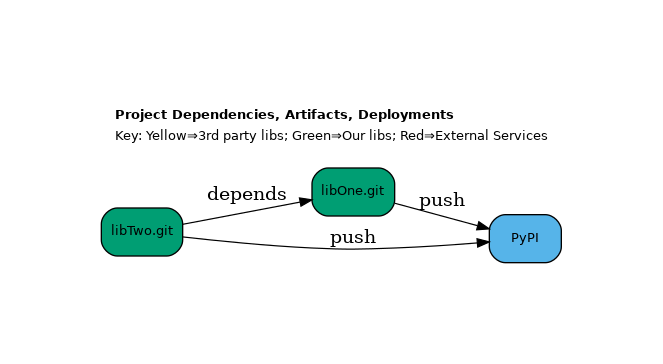 Project Dependencies, Artifacts, Deployments
Key: Yellow⇒3rd party libs; Green⇒Our libs; Red⇒External Services
depends
libOne.git
push
libTwo.git
push
PyPI